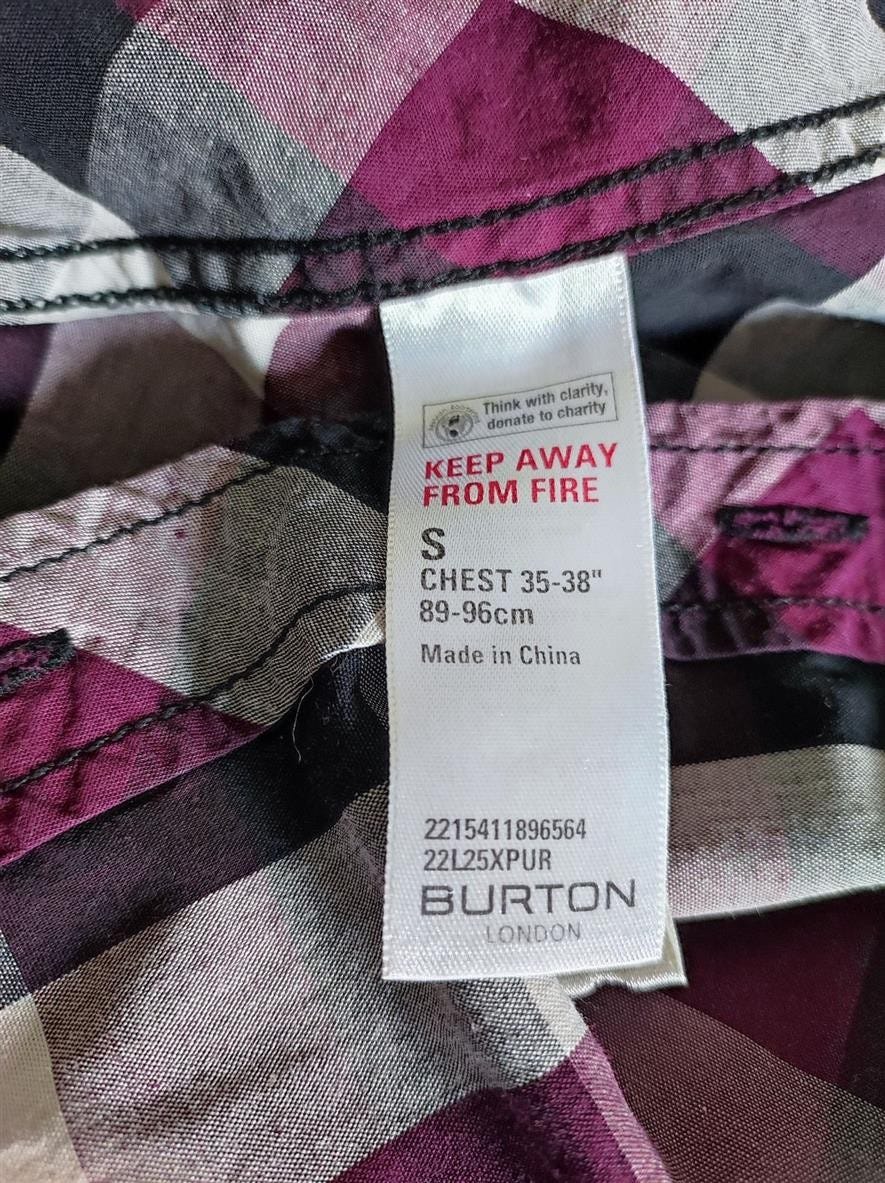 Think with clarity,
donate to charity
KEEP AWAY
FROM FIRE
S
CHEST 35-38"
89-96cm
Made in China
2215411896564
22L25XPUR
BURTON
LONDON